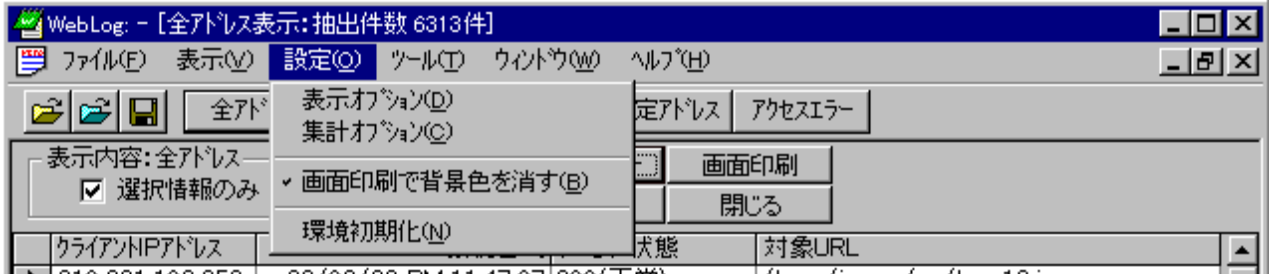 WebLog: - [全アドレス表示:抽出件数 6313件]
ファイル(F) 表示(V) 設定(O) ツール(T) ウィンドウ(W) ヘルプ(H)
表示オプション(D)
集計オプション(C)
画面印刷で背景色を消す(B)
環境初期化(N)
全アド 定アドレス アクセスエラー
表示内容:全アドレス
選択情報のみ 画面印刷
閉じる
クライアントIPアドレス 状態 対象URL